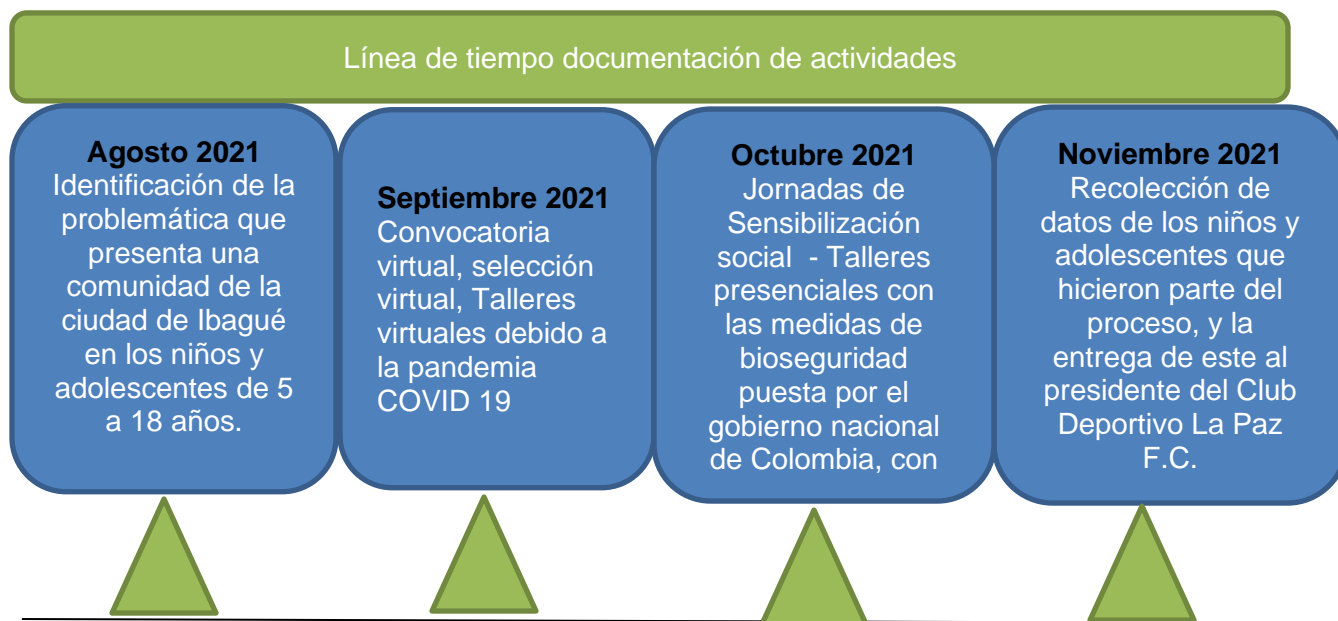 Línea de tiempo documentación de actividades
Agosto 2021
Identificación de la
problemática que
presenta una
comunidad de la
ciudad de Ibagué
en los niños y
adolescentes de 5
a 18 años.
Septiembre 2021
Convocatoria
virtual, selección
virtual, Talleres
virtuales debido a
la pandemia
COVID 19
Octubre 2021
Jornadas de
Sensibilización
social - Talleres
presenciales con
las medidas de
bioseguridad
puesta por el
gobierno nacional
de Colombia, con
Noviembre 2021
Recolección de
datos de los niños y
adolescentes que
hicieron parte del
proceso, y la
entrega de este al
presidente del Club
Deportivo La Paz
F.C.